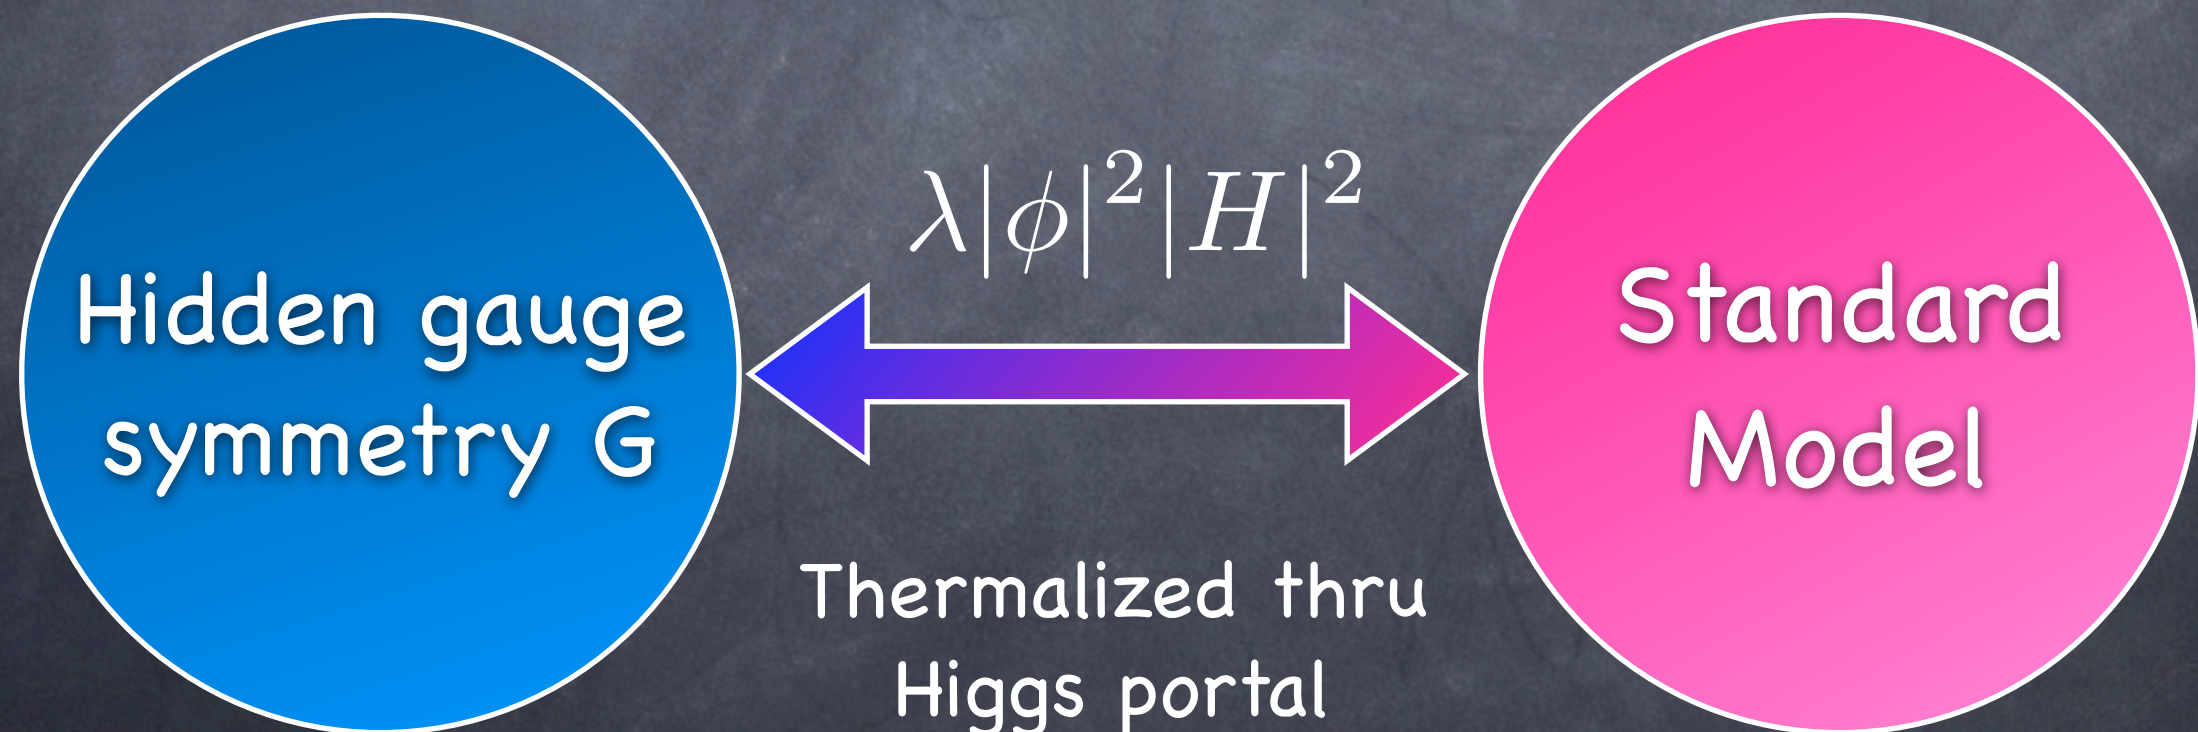 Hidden gauge
symmetry G
λ|ϕ|²|H|²
Thermalized thru
Higgs portal
Standard
Model